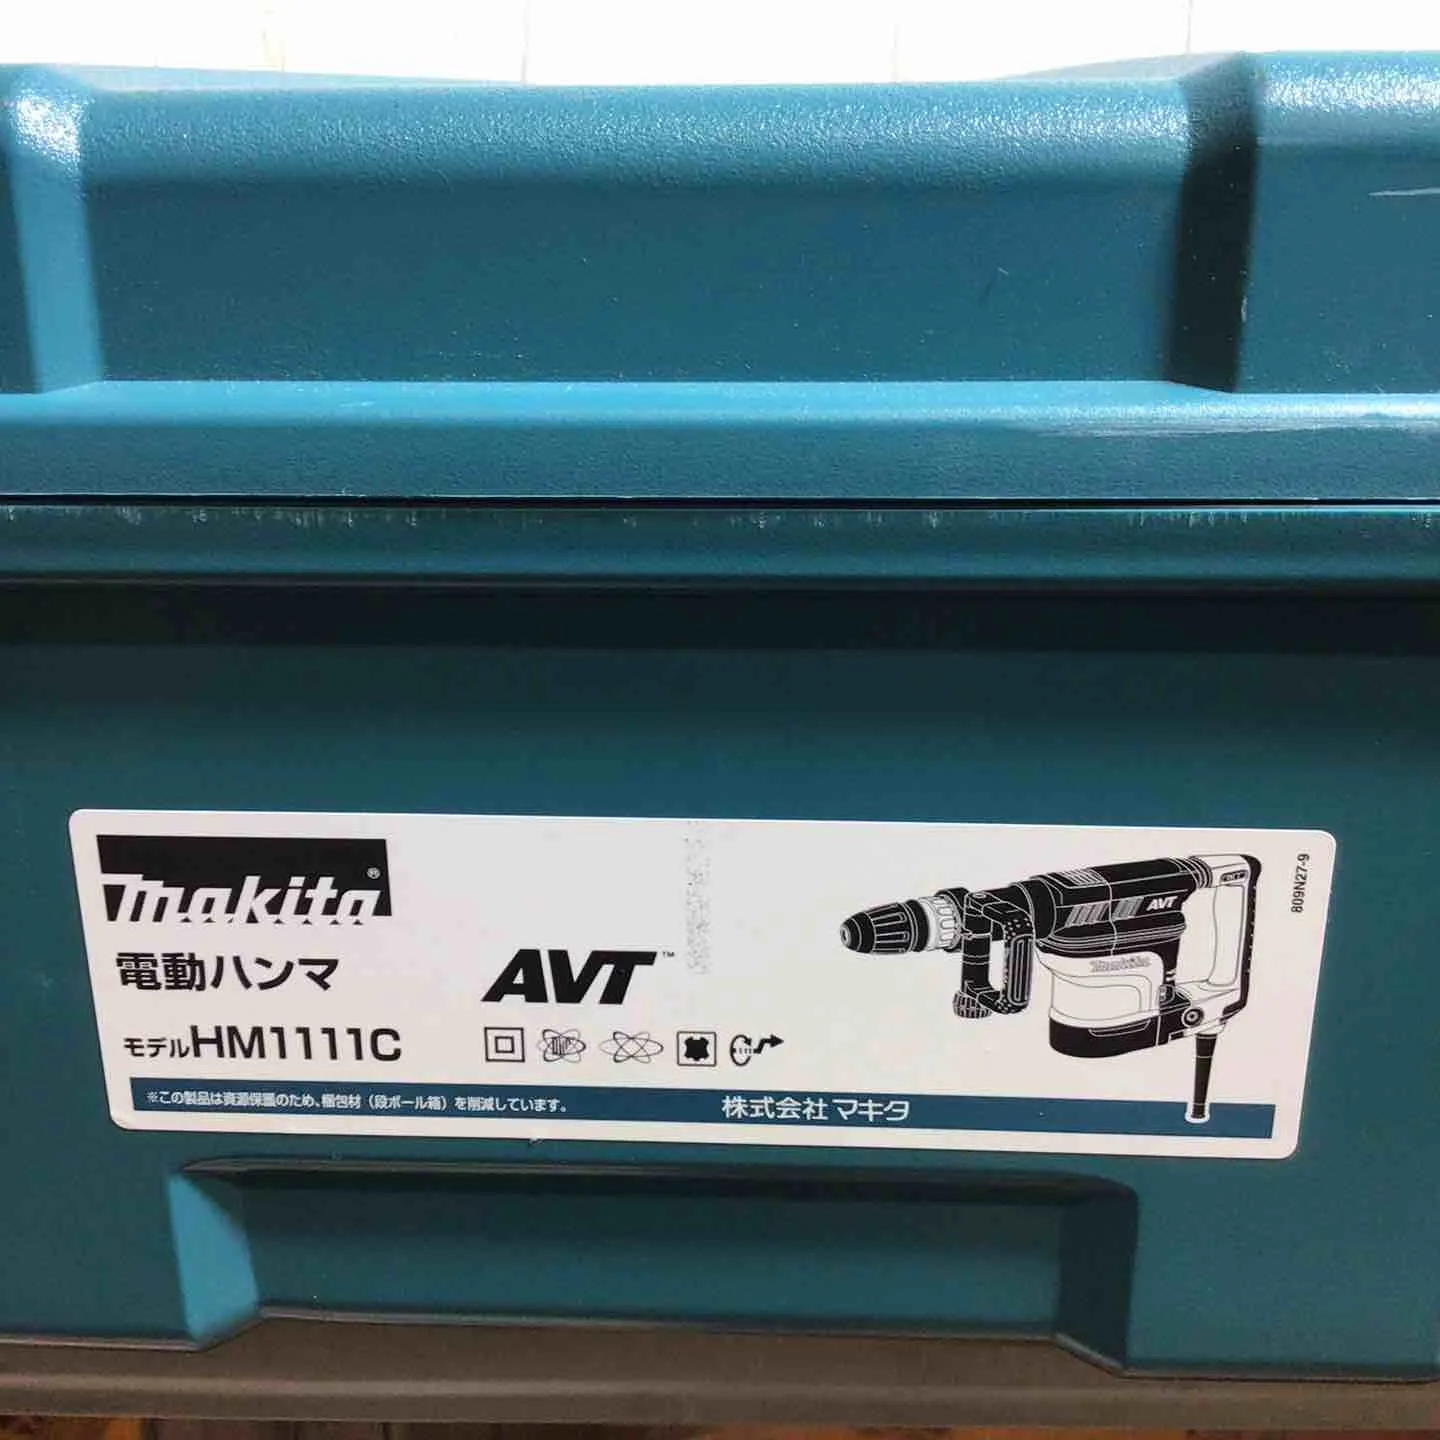 makita®
電動ハンマ
モデルHM1111C
AVT™
AVT
makita
809N27-9
※この製品は資源保護のため、梱包材（段ボール箱）を削減しています。
株式会社マキタ